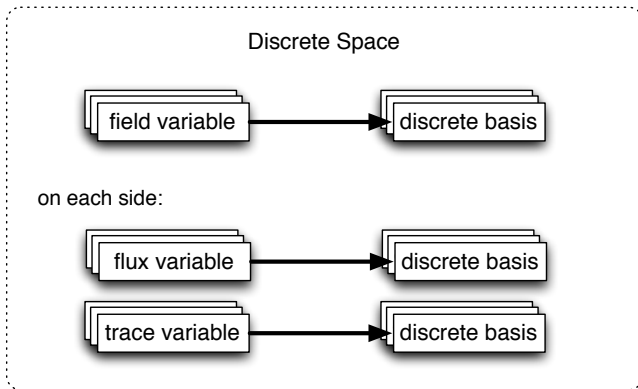 Discrete Space
field variable discrete basis
on each side:
flux variable discrete basis
trace variable discrete basis